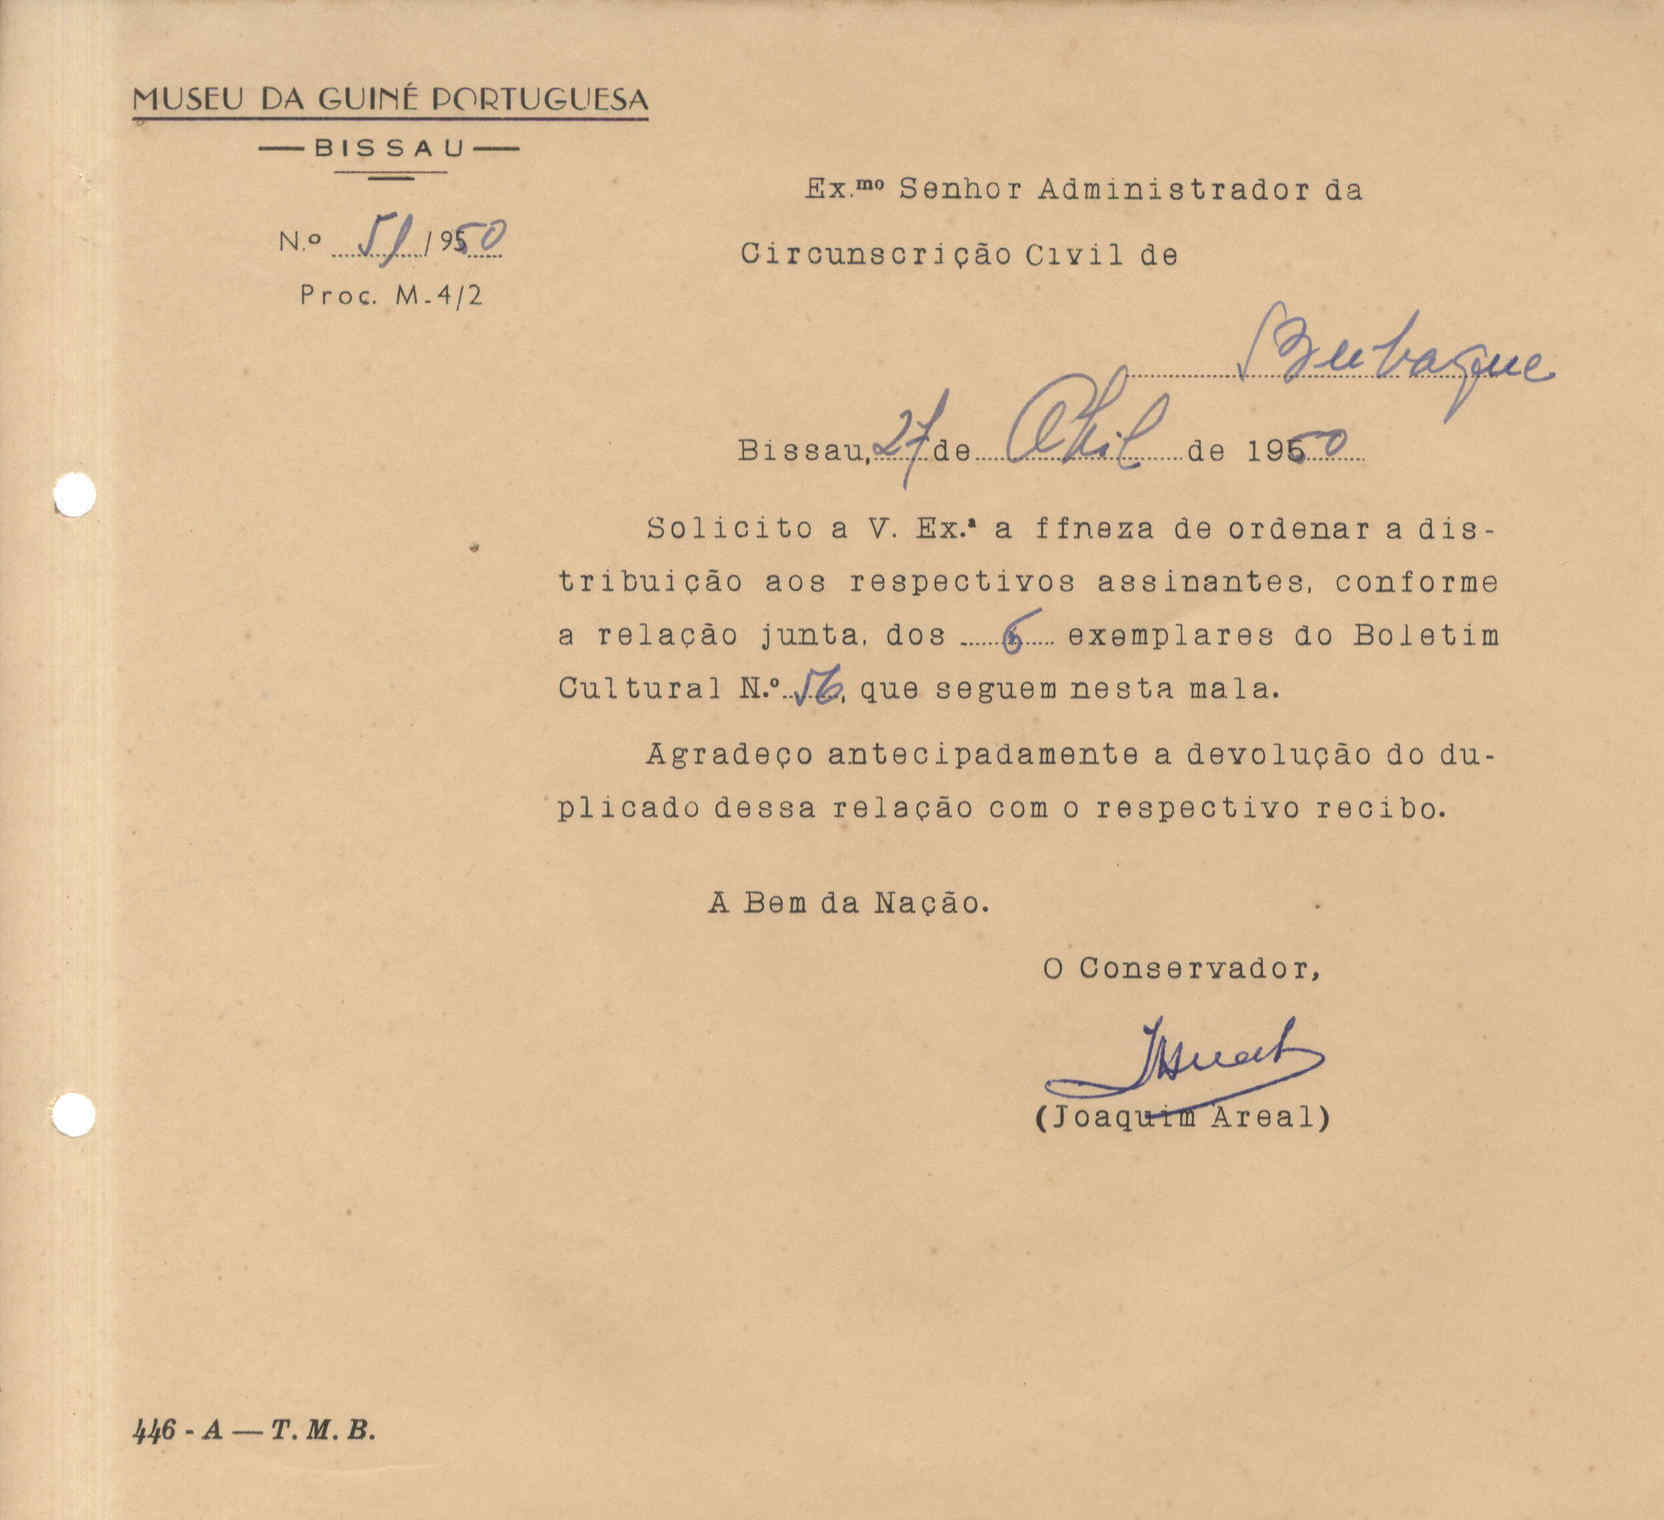 MUSEU DA GUINÉ PORTUGUESA
BISSAU
N.º 51/950
Proc. M-4/2
Ex.mo Senhor Administrador da
Circunscrição Civil de
Bubaque
Bissau, 27 de Abril de 1950
Solicito a V. Ex.ª a ffneza de ordenar a dis-
tribuição aos respectivos assinantes, conforme
a relação junta, dos 6 exemplares do Boletim
Cultural N.º 56, que seguem nesta mala.
Agradeço antecipadamente a devolução do du-
plicado dessa relação com o respectivo recibo.
A Bem da Nação.
O Conservador,
(Joaquim Areal)
446 - A — T. M. B.